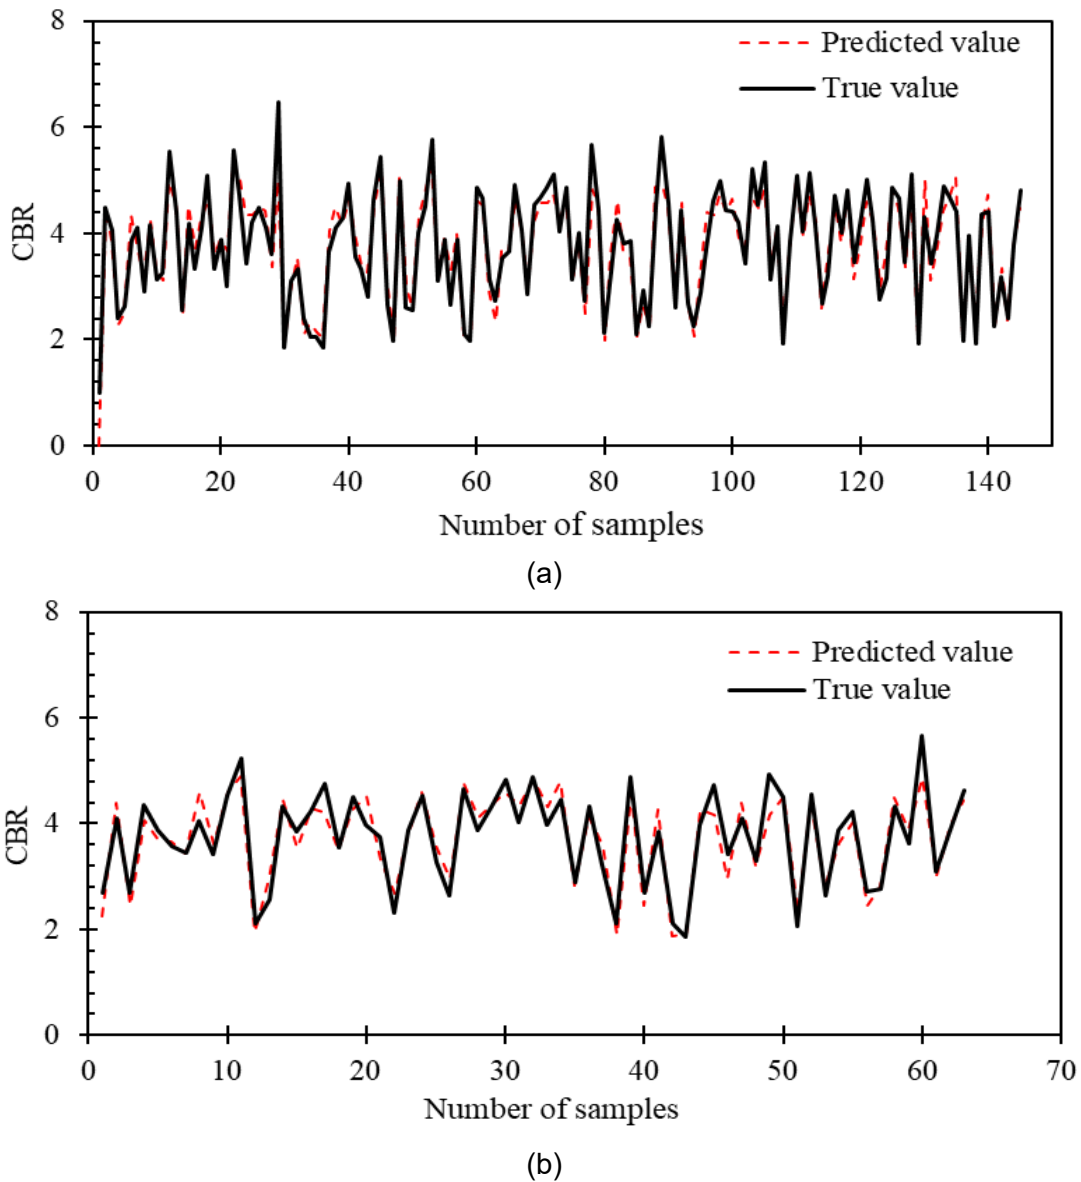 8
Predicted value
True value
6
CBR
4
2
0
0 20 40 60 80 100 120 140
Number of samples
(a)
8
Predicted value
True value
6
CBR
4
2
0
0 10 20 30 40 50 60 70
Number of samples
(b)